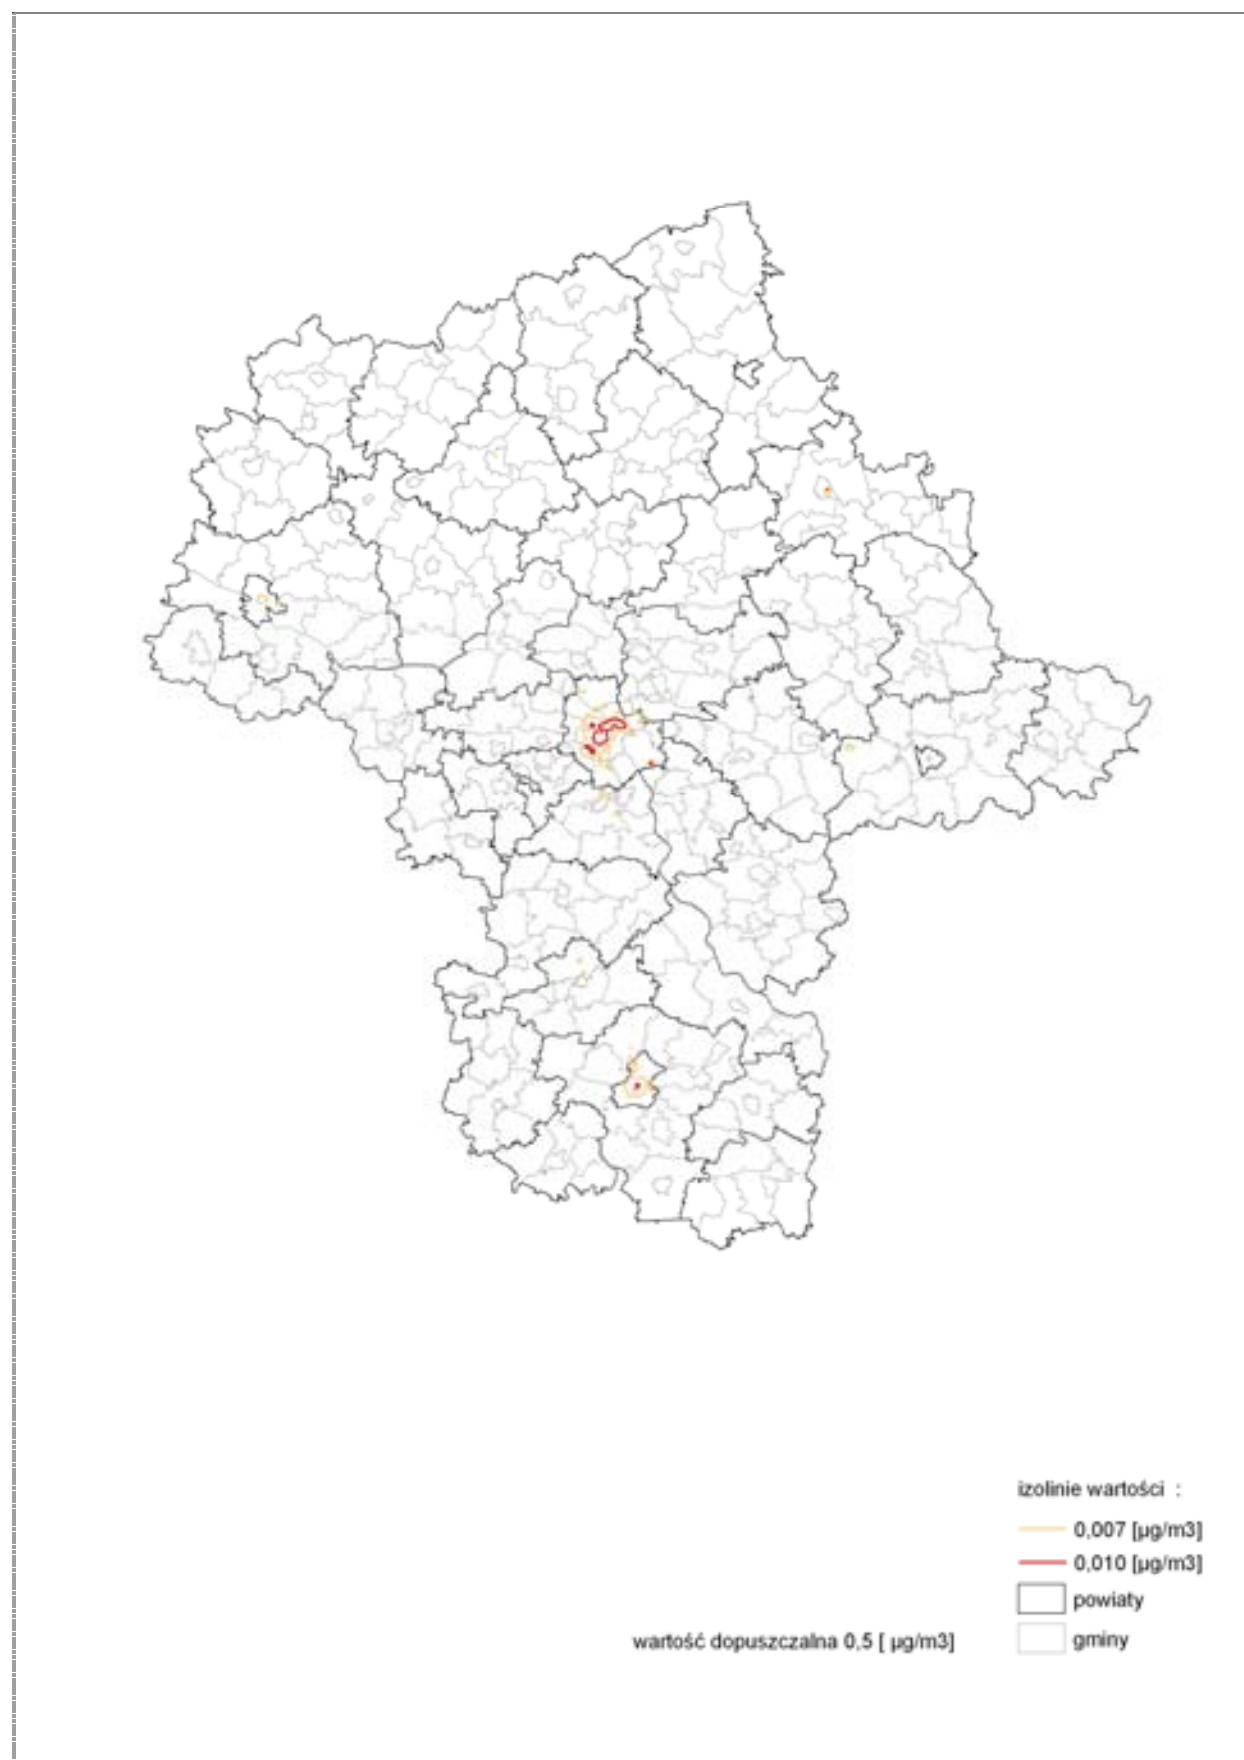 izolinie wartości :
0,007 [µg/m3]
0,010 [µg/m3]
powiaty
gminy
wartość dopuszczalna 0,5 [ µg/m3]